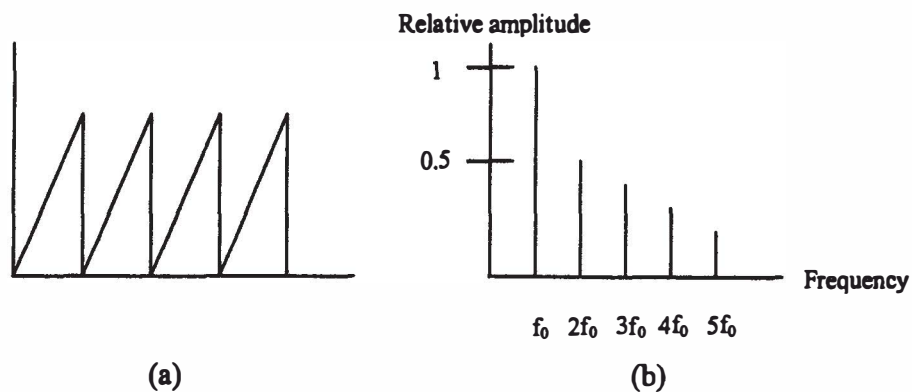 Relative amplitude
1
0.5
Frequency
f₀ 2f₀ 3f₀ 4f₀ 5f₀
(a) (b)